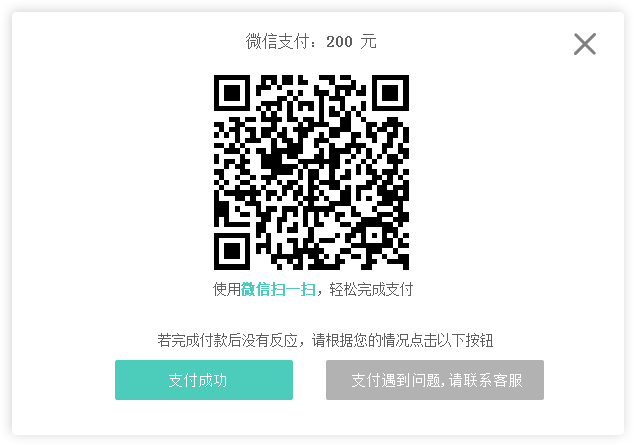 微信支付：200 元
使用微信扫一扫，轻松完成支付
若完成付款后没有反应，请根据您的情况点击以下按钮
支付成功 支付遇到问题,请联系客服